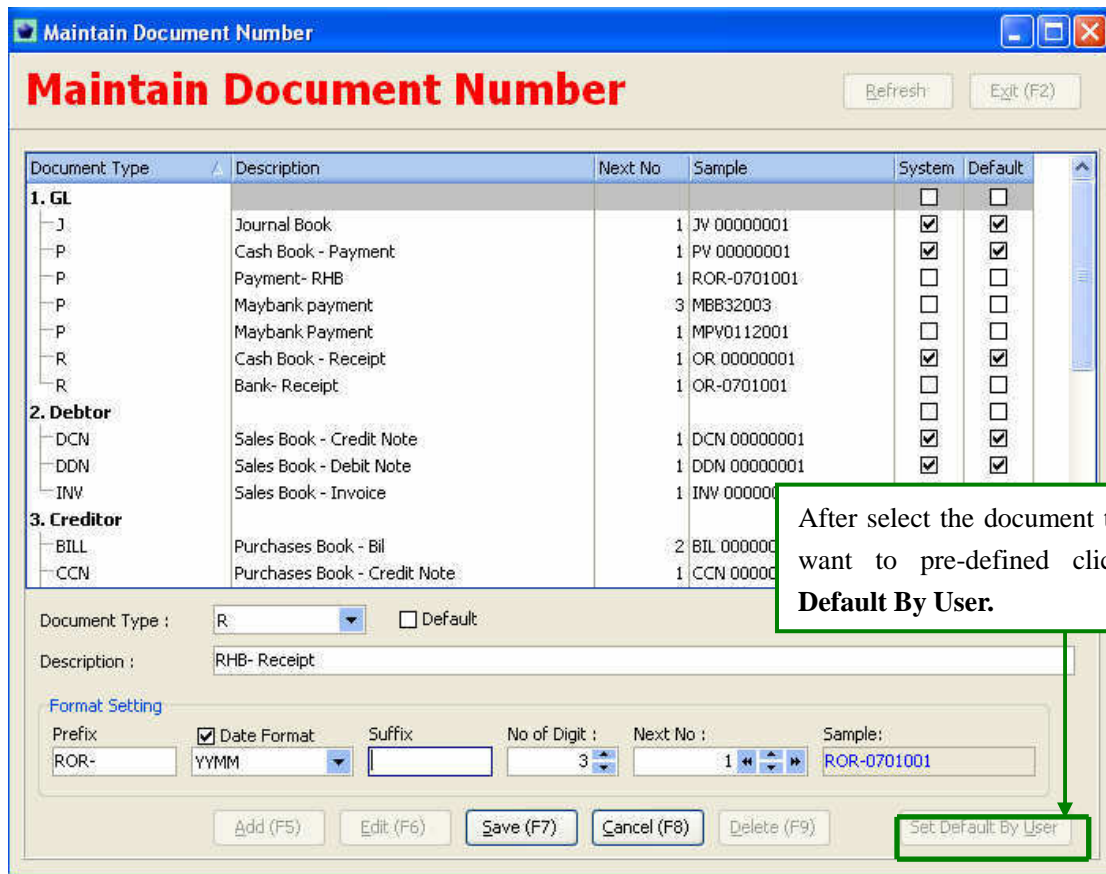 Maintain Document Number
Maintain Document Number
Refresh Exit (F2)
Document Type Description Next No Sample System Default
1. GL
J Journal Book 1 JV 00000001
P Cash Book - Payment 1 PV 00000001
P Payment- RHB 1 ROR-0701001
P Maybank payment 3 MBB32003
P Maybank Payment 1 MPV0112001
R Cash Book - Receipt 1 OR 00000001
R Bank- Receipt 1 OR-0701001
2. Debtor
DCN Sales Book - Credit Note 1 DCN 00000001
DDN Sales Book - Debit Note 1 DDN 00000001
INV Sales Book - Invoice 1 INV 000000
3. Creditor
BILL Purchases Book - Bil 2 BIL 000000
CCN Purchases Book - Credit Note 1 CCN 00000
After select the document t
want to pre-defined clic
Default By User.
Document Type : R Default
Description : RHB- Receipt
Format Setting
Prefix Date Format Suffix No of Digit : Next No : Sample:
ROR- YYMM 3 1 ROR-0701001
Add (F5) Edit (F6) Save (F7) Cancel (F8) Delete (F9) Set Default By User